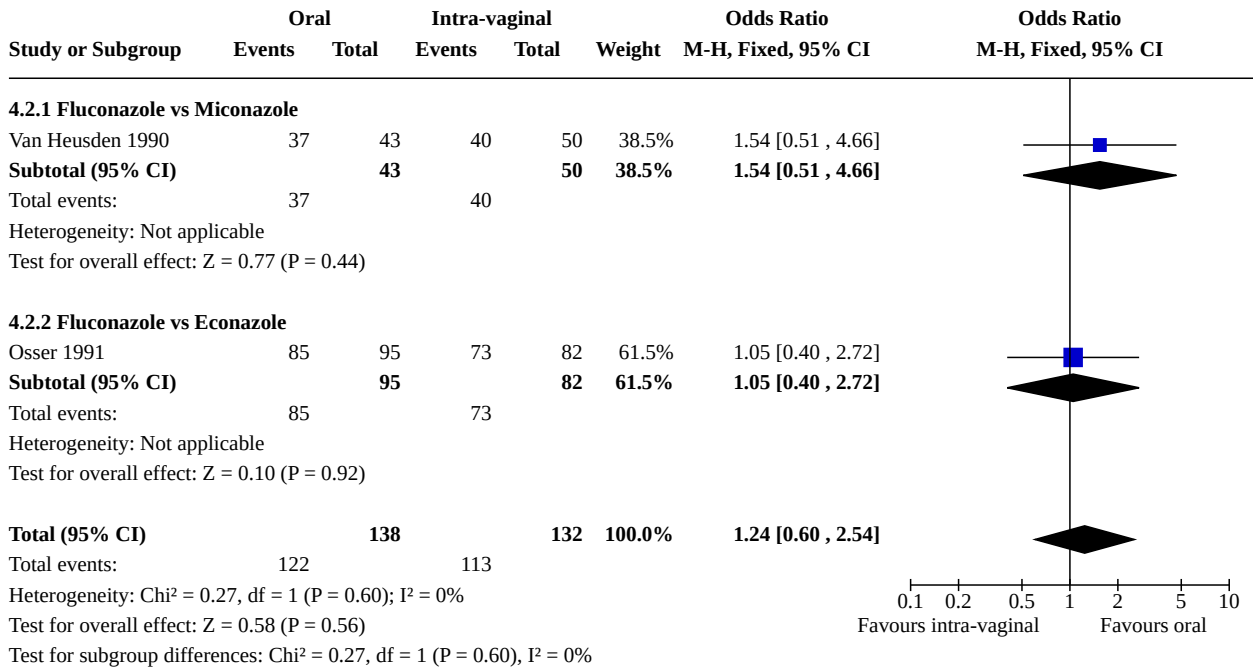 Oral Intra-vaginal Odds Ratio Odds Ratio
Study or Subgroup Events Total Events Total Weight M-H, Fixed, 95% CI M-H, Fixed, 95% CI
4.2.1 Fluconazole vs Miconazole
Van Heusden 1990 37 43 40 50 38.5% 1.54 [0.51 , 4.66]
Subtotal (95% CI) 43 50 38.5% 1.54 [0.51 , 4.66]
Total events: 37 40
Heterogeneity: Not applicable
Test for overall effect: Z = 0.77 (P = 0.44)
4.2.2 Fluconazole vs Econazole
Osser 1991 85 95 73 82 61.5% 1.05 [0.40 , 2.72]
Subtotal (95% CI) 95 82 61.5% 1.05 [0.40 , 2.72]
Total events: 85 73
Heterogeneity: Not applicable
Test for overall effect: Z = 0.10 (P = 0.92)
Total (95% CI) 138 132 100.0% 1.24 [0.60 , 2.54]
Total events: 122 113
Heterogeneity: Chi² = 0.27, df = 1 (P = 0.60); I² = 0%
Test for overall effect: Z = 0.58 (P = 0.56)
Test for subgroup differences: Chi² = 0.27, df = 1 (P = 0.60), I² = 0%
0.1 0.2 0.5 1 2 5 10
Favours intra-vaginal Favours oral